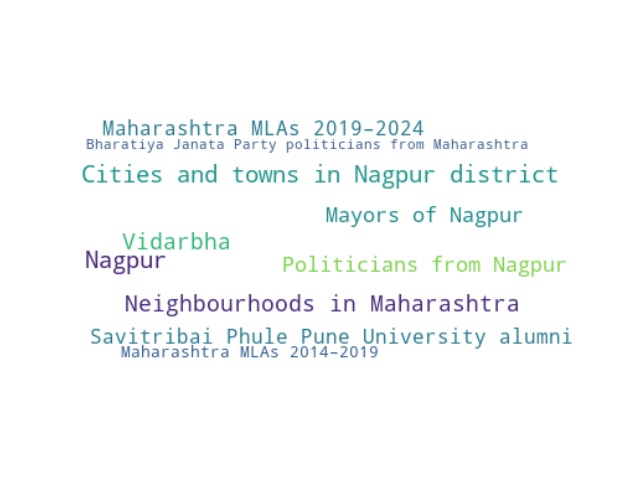 Maharashtra MLAs 2019–2024
Bharatiya Janata Party politicians from Maharashtra
Cities and towns in Nagpur district
Mayors of Nagpur
Vidarbha
Nagpur
Politicians from Nagpur
Neighbourhoods in Maharashtra
Savitribai Phule Pune University alumni
Maharashtra MLAs 2014–2019